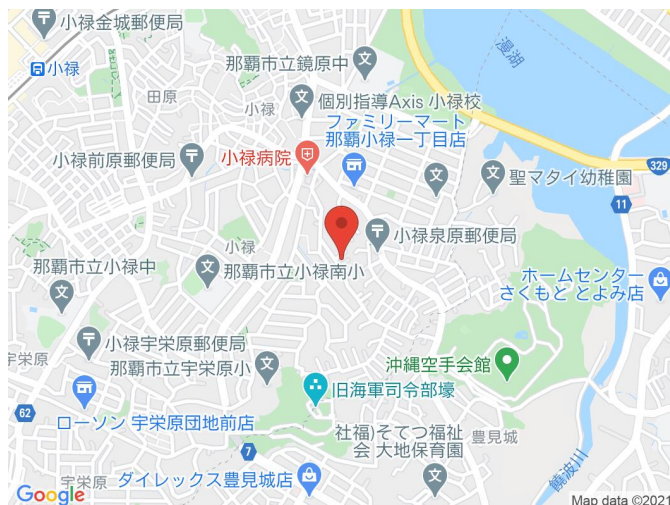 小禄金城郵便局
漫湖
那覇市立鏡原中
小禄
田原
小禄
個別指導Axis 小禄校
ファミリーマート
那覇小禄一丁目店
小禄前原郵便局
小禄病院
329
聖マタイ幼稚園
11
小禄泉原郵便局
小禄
那覇市立小禄中
那覇市立小禄南小
ホームセンター
さくもと とよみ店
小禄宇栄原郵便局
宇栄原
那覇市立宇栄原小
沖縄空手会館
旧海軍司令部壕
ローソン 宇栄原団地前店
62
社福)そてつ福祉
会 大地保育園
豊見城
7
饒波川
宇栄原
ダイレックス豊見城店
Google
Map data ©2021